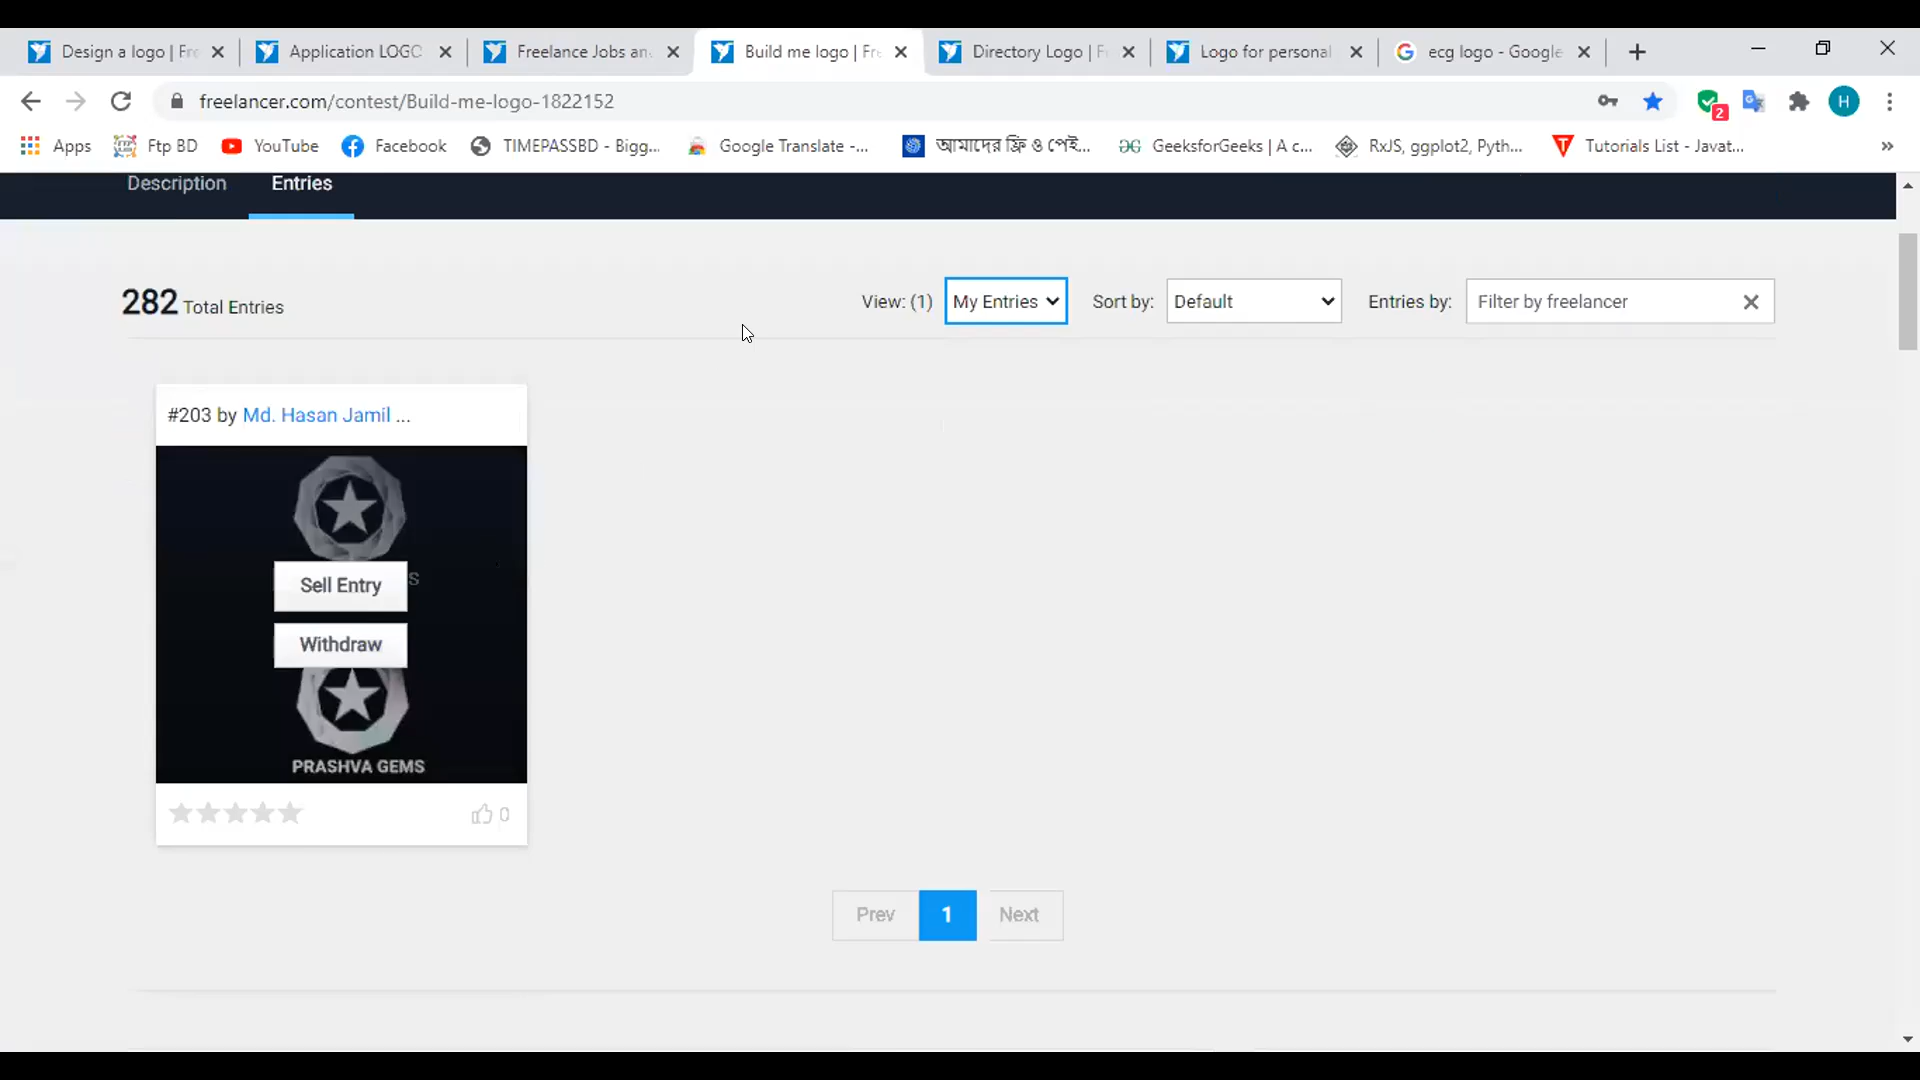 Design a logo | Fre
Application LOGO
Freelance Jobs an
Build me logo | Fre
Directory Logo | F
Logo for personal
ecg logo - Google
freelancer.com/contest/Build-me-logo-1822152
2
H
Apps
Ftp BD
YouTube
Facebook
TIMEPASSBD - Bigg...
Google Translate -...
আমাদের ফ্রি ও পেই...
GeeksforGeeks | A c...
RxJS, ggplot2, Pyth...
Tutorials List - Javat...
»
Description
Entries
282 Total Entries
View: (1)
My Entries
Sort by:
Default
Entries by:
Filter by freelancer
#203 by Md. Hasan Jamil ...
S
Sell Entry
Withdraw
PRASHVA GEMS
0
Prev
1
Next